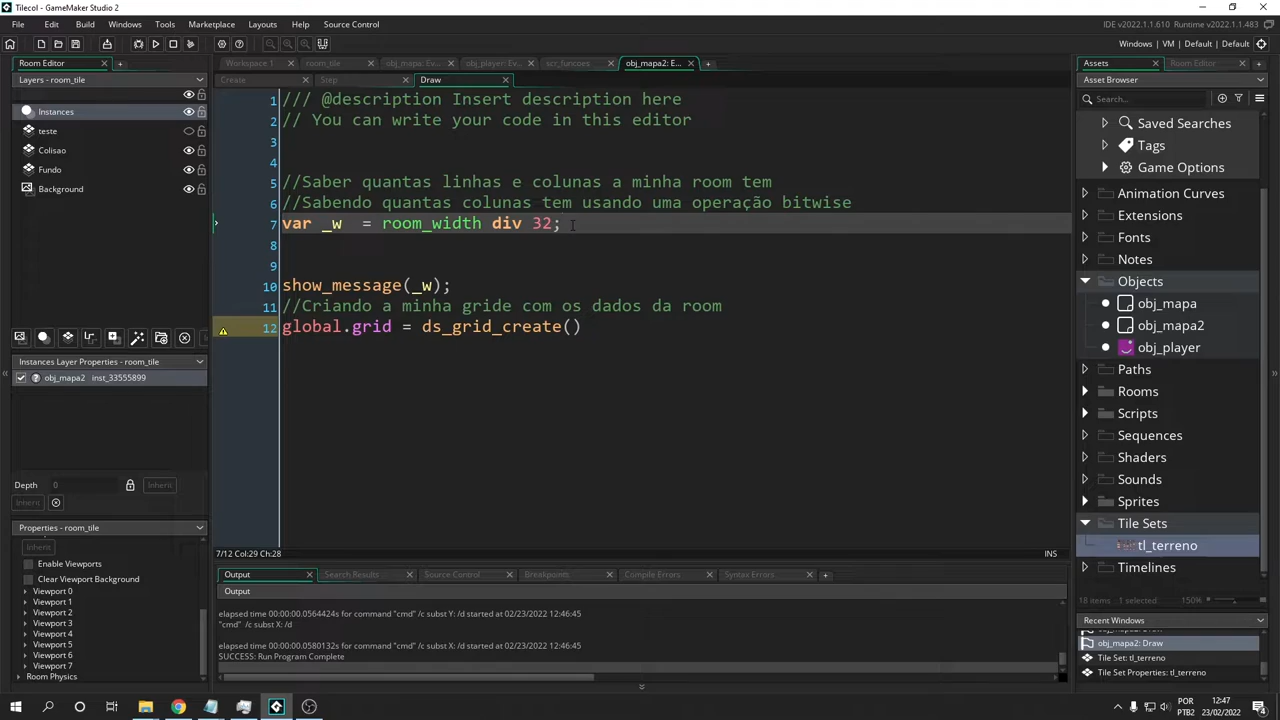 Tilecol - GameMaker Studio 2
File Edit Build Windows Tools Marketplace Layouts Help Source Control
IDE v2022.1.1.610 Runtime v2022.1.1.483
Windows | VM | Default | Default
Room Editor
Workspace 1
room_tile
obj_mapa: Ev...
obj_player: Ev...
scr_funcoes
obj_mapa2: E...
Assets
Room Editor
Layers - room_tile
Create
Step
Draw
Asset Browser
Search...
Instances
teste
Colisao
Fundo
Background
1 /// @description Insert description here
2 // You can write your code in this editor
3
4
5 //Saber quantas linhas e colunas a minha room tem
6 //Sabendo quantas colunas tem usando uma operação bitwise
7 var _w  = room_width div 32;
8
9
10 show_message(_w);
11 //Criando a minha gride com os dados da room
12 global.grid = ds_grid_create()
Saved Searches
Tags
Game Options
Animation Curves
Extensions
Fonts
Notes
Objects
obj_mapa
obj_mapa2
obj_player
Paths
Rooms
Scripts
Sequences
Shaders
Sounds
Sprites
Tile Sets
tl_terreno
Timelines
18 items 1 selected 150%
Instances Layer Properties - room_tile
obj_mapa2 inst_33555899
Depth 0 Inherit
Inherit
Properties - room_tile
Inherit
Enable Viewports
Clear Viewport Background
Viewport 0
Viewport 1
Viewport 2
Viewport 3
Viewport 4
Viewport 5
Viewport 6
Viewport 7
Room Physics
7/12 Col:29 Ch:28
INS
Output
Search Results
Source Control
Breakpoints
Compile Errors
Syntax Errors
Output
elapsed time 00:00:00.0564424s for command "cmd" /c subst Y: /d started at 02/23/2022 12:46:45
"cmd" /c subst X: /d
elapsed time 00:00:00.0580132s for command "cmd" /c subst X: /d started at 02/23/2022 12:46:45
SUCCESS: Run Program Complete
Recent Windows
obj_mapa2: Draw
Tile Set: tl_terreno
Tile Set Properties: tl_terreno
POR
PTB2
12:47
23/02/2022
4